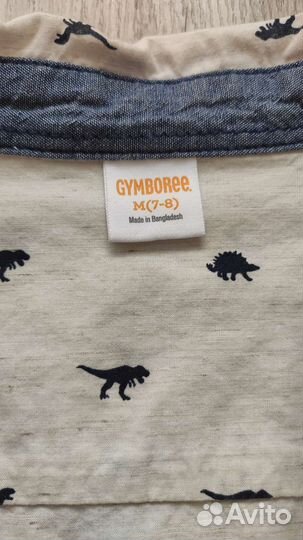 GYMBOREE.
M(7-8)
Made in Bangladesh
Avito